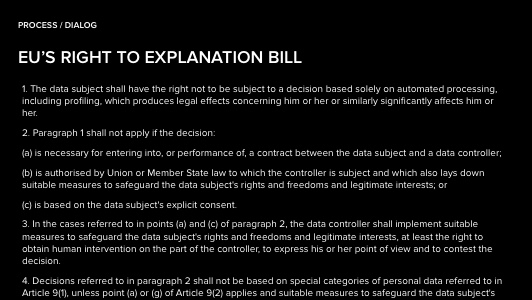 PROCESS / DIALOG
EU’S RIGHT TO EXPLANATION BILL
1. The data subject shall have the right not to be subject to a decision based solely on automated processing,
including profiling, which produces legal effects concerning him or her or similarly significantly affects him or
her.
2. Paragraph 1 shall not apply if the decision:
(a) is necessary for entering into, or performance of, a contract between the data subject and a data controller;
(b) is authorised by Union or Member State law to which the controller is subject and which also lays down
suitable measures to safeguard the data subject's rights and freedoms and legitimate interests; or
(c) is based on the data subject's explicit consent.
3. In the cases referred to in points (a) and (c) of paragraph 2, the data controller shall implement suitable
measures to safeguard the data subject's rights and freedoms and legitimate interests, at least the right to
obtain human intervention on the part of the controller, to express his or her point of view and to contest the
decision.
4. Decisions referred to in paragraph 2 shall not be based on special categories of personal data referred to in
Article 9(1), unless point (a) or (g) of Article 9(2) applies and suitable measures to safeguard the data subject's